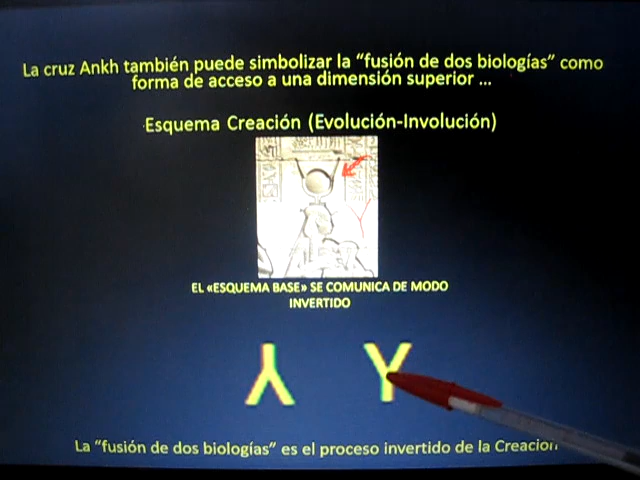 La cruz Ankh también puede simbolizar la “fusión de dos biologías” como
forma de acceso a una dimensión superior ...
Esquema Creación (Evolución-Involución)
EL «ESQUEMA BASE» SE COMUNICA DE MODO
INVERTIDO
⅄ Y
La “fusión de dos biologías” es el proceso invertido de la Creacion